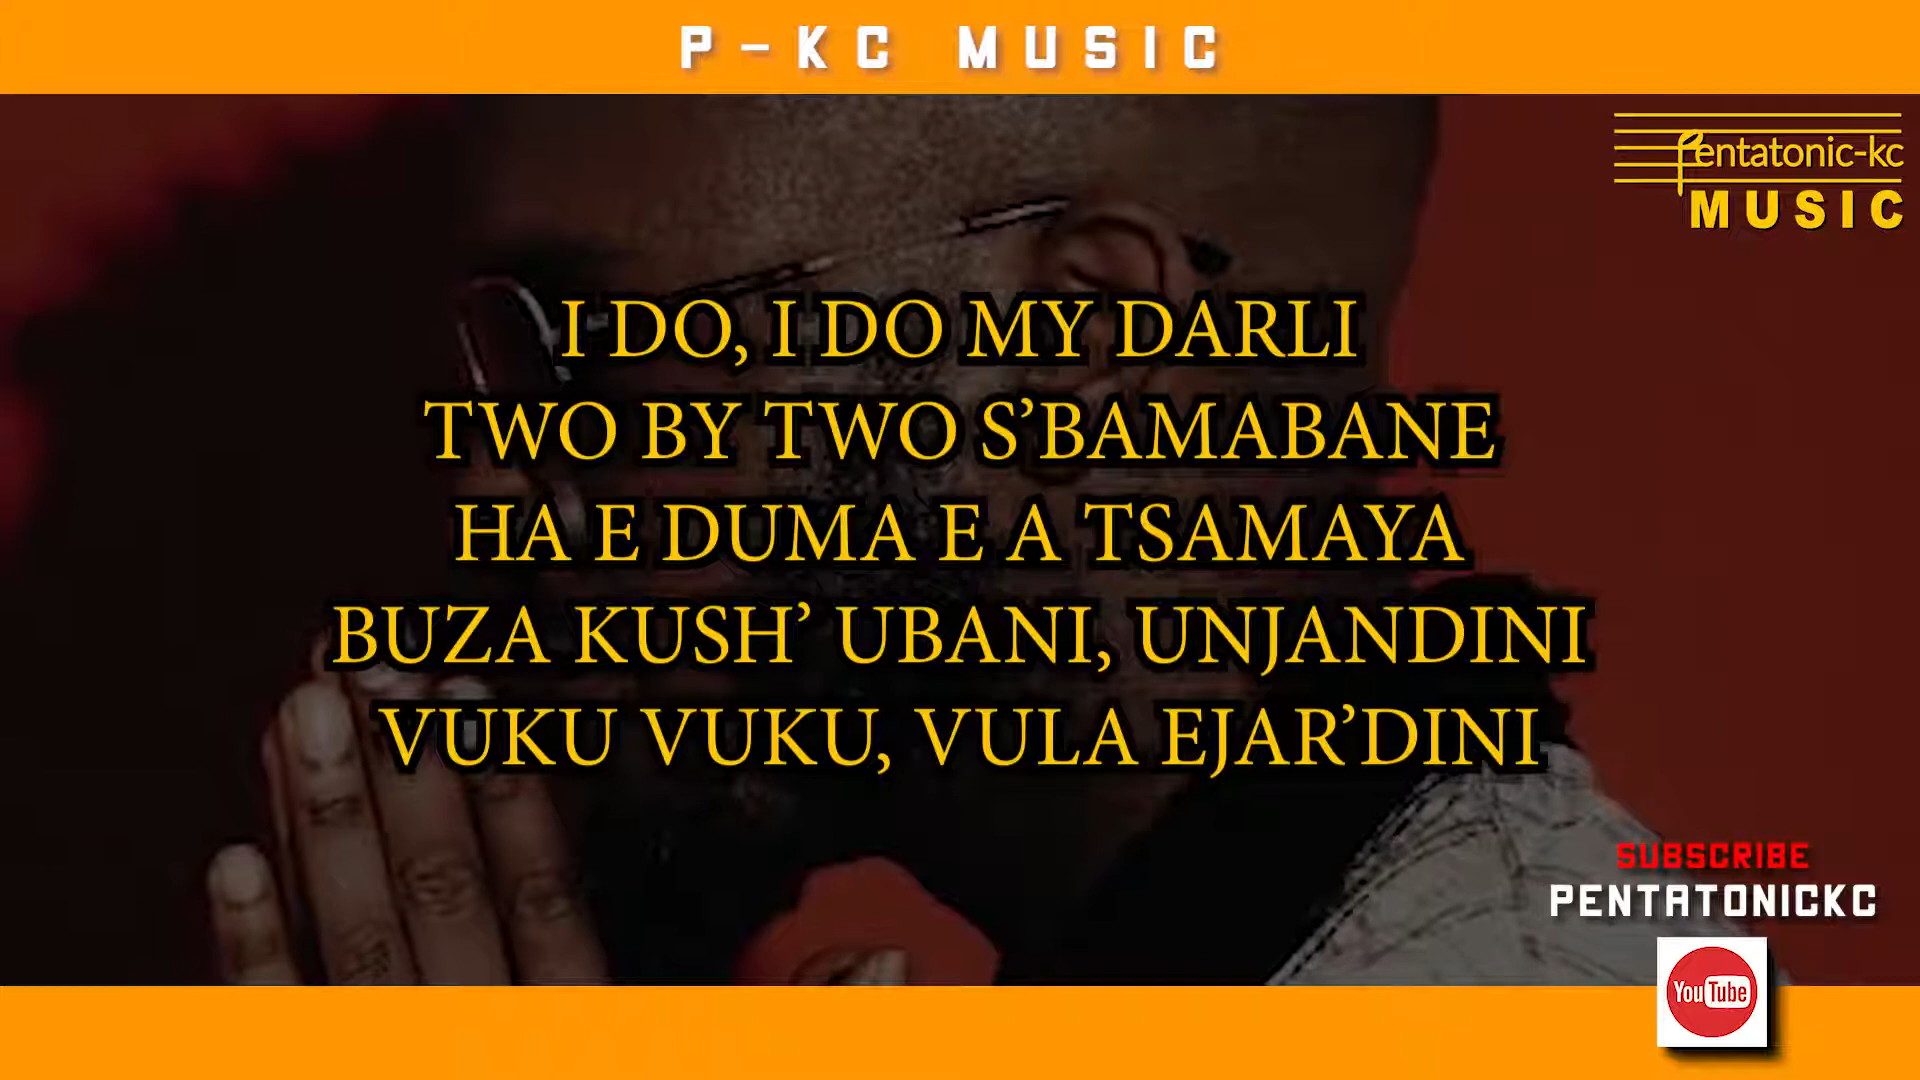 P-KC MUSIC
Pentatonic-kc
MUSIC
I DO, I DO MY DARLI
TWO BY TWO S’BAMABANE
HA E DUMA E A TSAMAYA
BUZA KUSH’ UBANI, UNJANDINI
VUKU VUKU, VULA EJAR’DINI
SUBSCRIBE
PENTATONICKC
YouTube